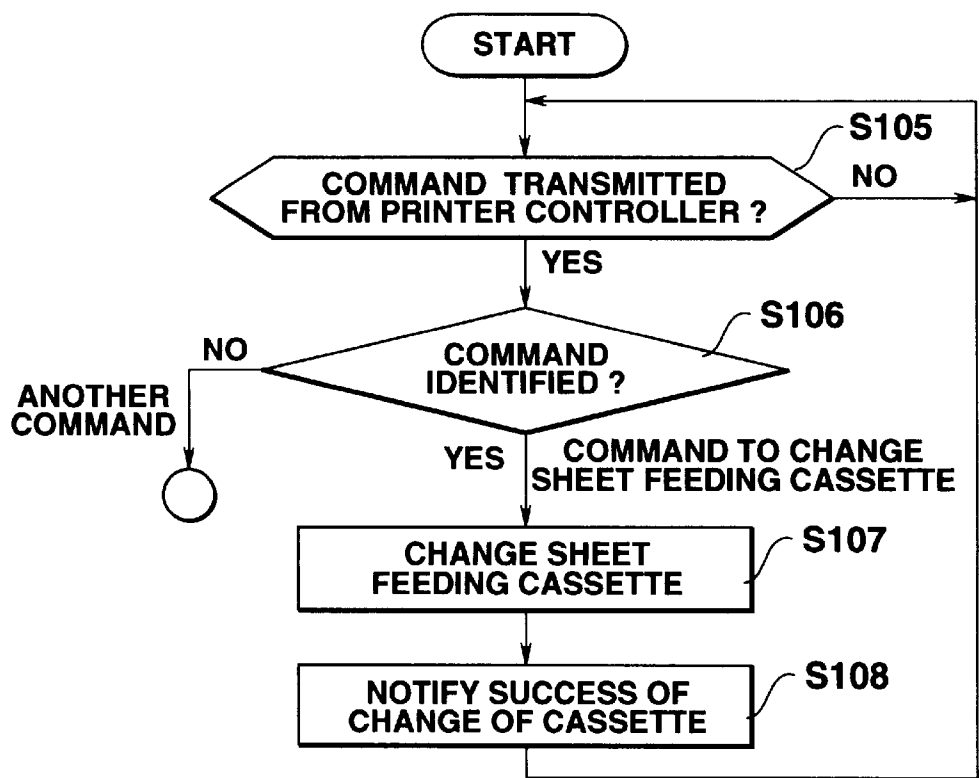 START
S105
COMMAND TRANSMITTED
FROM PRINTER CONTROLLER ?
NO
YES
S106
COMMAND
IDENTIFIED ?
NO
ANOTHER
COMMAND
YES
COMMAND TO CHANGE
SHEET FEEDING CASSETTE
S107
CHANGE SHEET
FEEDING CASSETTE
S108
NOTIFY SUCCESS OF
CHANGE OF CASSETTE